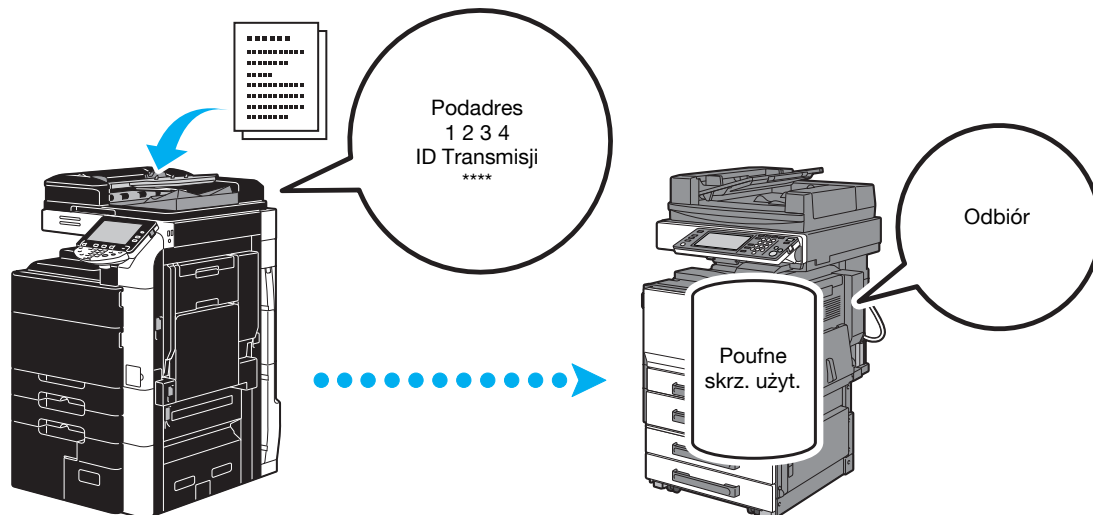 Podadres
1 2 3 4
ID Transmisji
****
Odbiór
Poufne
skrz. użyt.